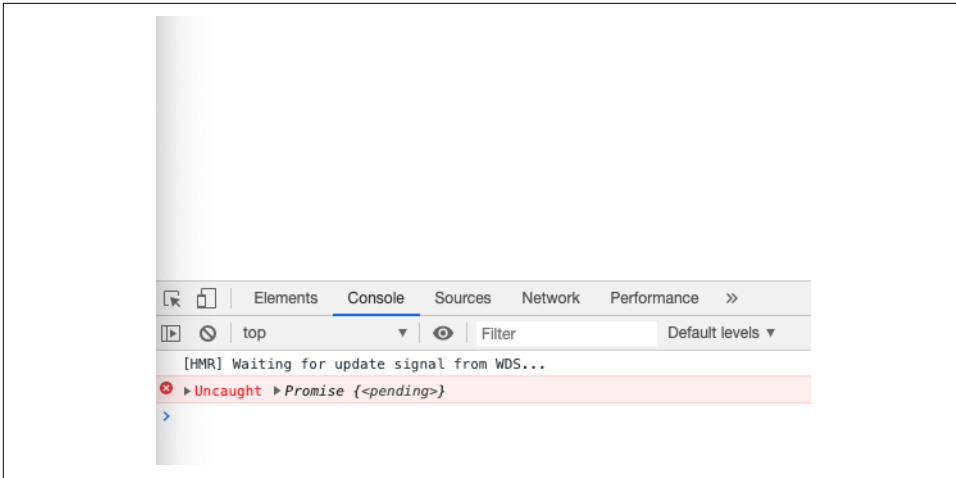 Elements Console Sources Network Performance »
top Filter Default levels ▼
[HMR] Waiting for update signal from WDS...
▶Uncaught ▶Promise {<pending>}
>